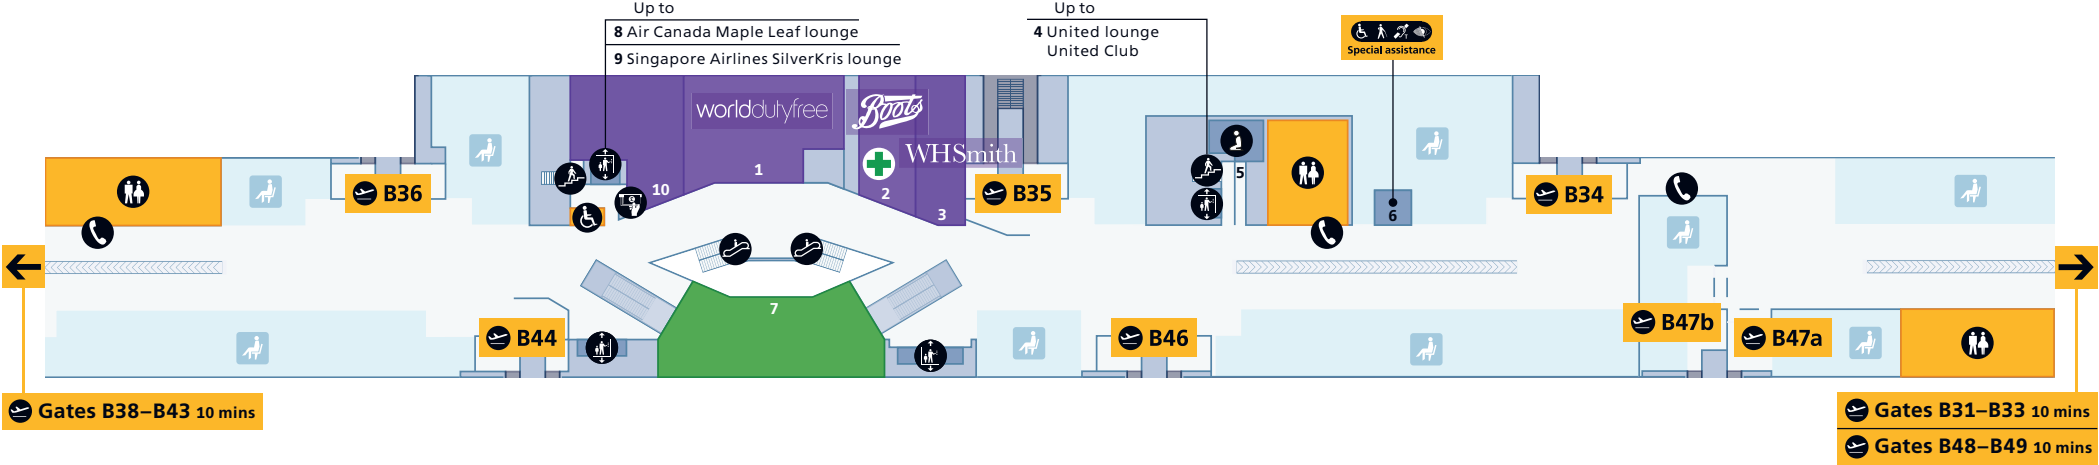 Up to
8 Air Canada Maple Leaf lounge
9 Singapore Airlines SilverKris lounge
Up to
4 United lounge
United Club
Special assistance
worlddutyfree
Boots
WHSmith
1
10
2
3
5
6
7
B36
B35
B34
B44
B46
B47b
B47a
Gates B38–B43 10 mins
Gates B31–B33 10 mins
Gates B48–B49 10 mins